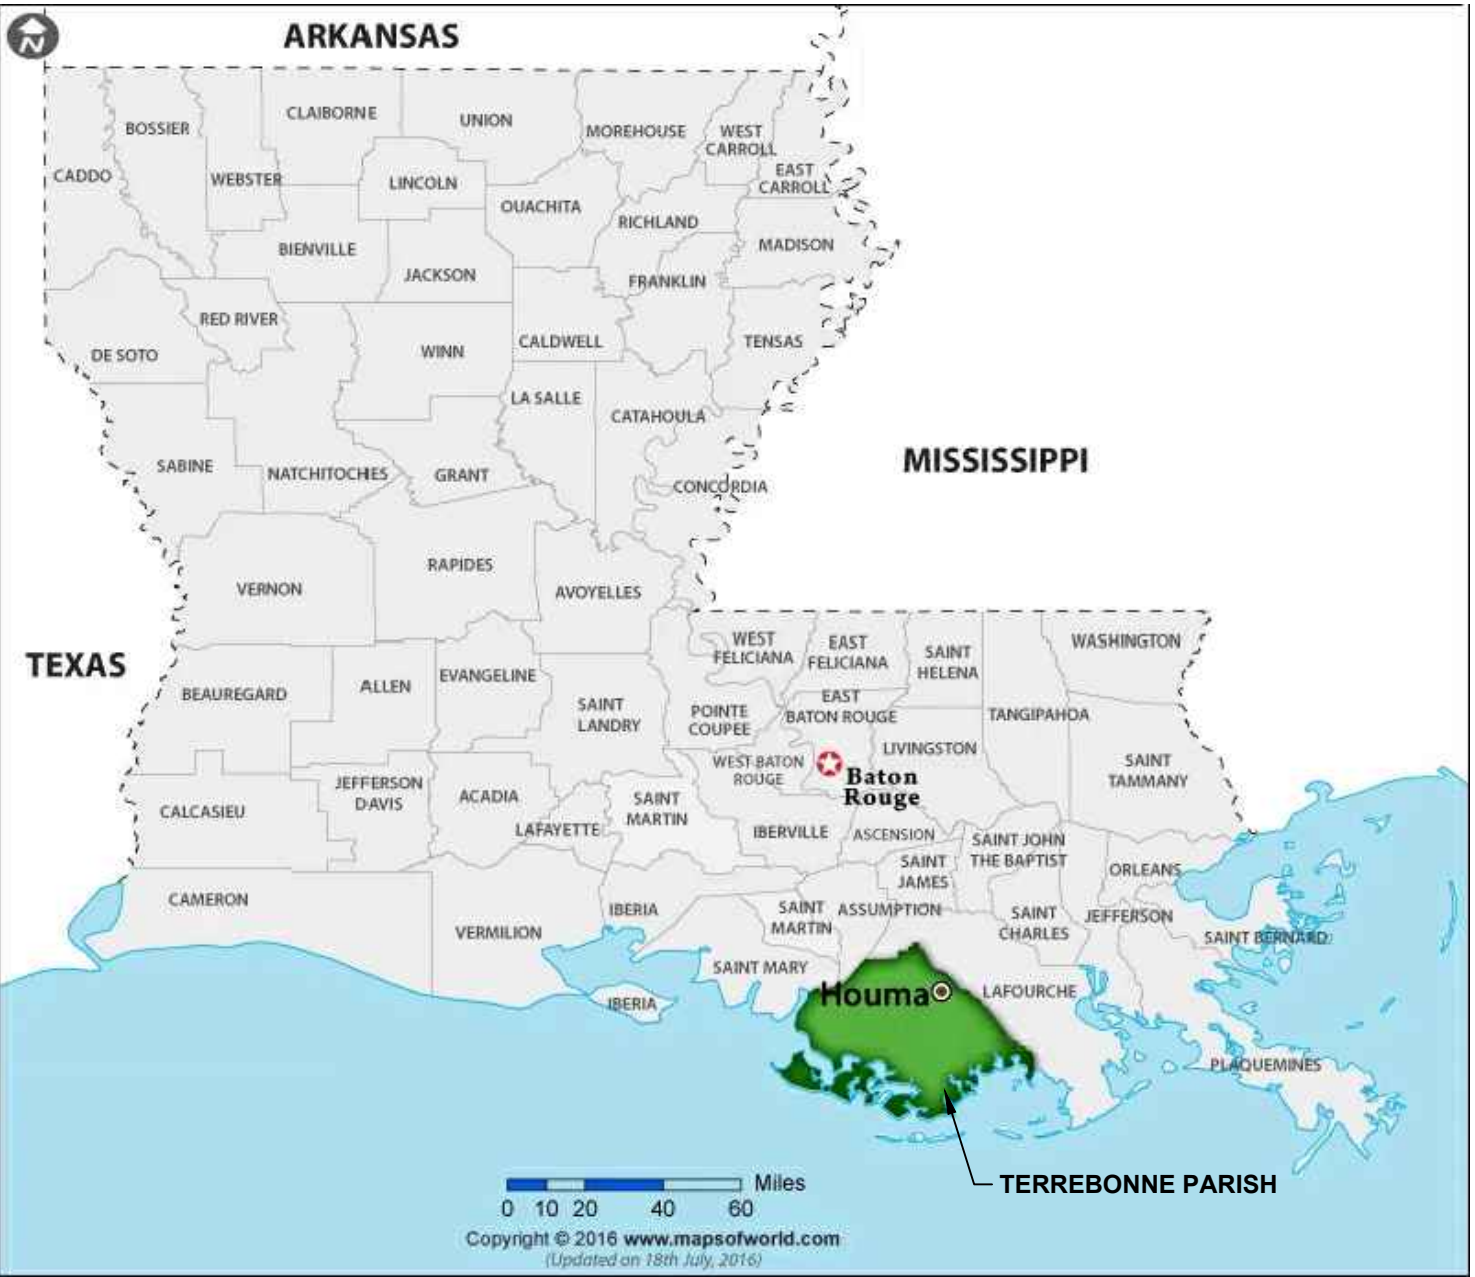 N
ARKANSAS
CLAIBORNE
UNION
BOSSIER
MOREHOUSE
WEST
CARROLL
EAST
CARROLL
CADDO
WEBSTER
LINCOLN
OUACHITA
RICHLAND
MADISON
BIENVILLE
JACKSON
FRANKLIN
RED RIVER
DE SOTO
WINN
CALDWELL
TENSAS
LA SALLE
CATAHOULA
SABINE
NATCHITOCHES
GRANT
CONCORDIA
MISSISSIPPI
VERNON
RAPIDES
AVOYELLES
TEXAS
WEST
FELICIANA
EAST
FELICIANA
SAINT
HELENA
WASHINGTON
BEAUREGARD
ALLEN
EVANGELINE
SAINT
LANDRY
POINTE
COUPEE
EAST
BATON ROUGE
TANGIPAHOA
LIVINGSTON
WEST BATON
ROUGE
Baton
Rouge
SAINT
TAMMANY
CALCASIEU
JEFFERSON
DAVIS
ACADIA
LAFAYETTE
SAINT
MARTIN
IBERVILLE
ASCENSION
SAINT JOHN
THE BAPTIST
SAINT
JAMES
ORLEANS
CAMERON
VERMILION
IBERIA
SAINT
MARTIN
ASSUMPTION
SAINT
CHARLES
JEFFERSON
SAINT BERNARD
SAINT MARY
IBERIA
Houma
LAFOURCHE
PLAQUEMINES
TERREBONNE PARISH
Miles
0 10 20 40 60
Copyright © 2016 www.mapsofworld.com
(Updated on 18th July, 2016)